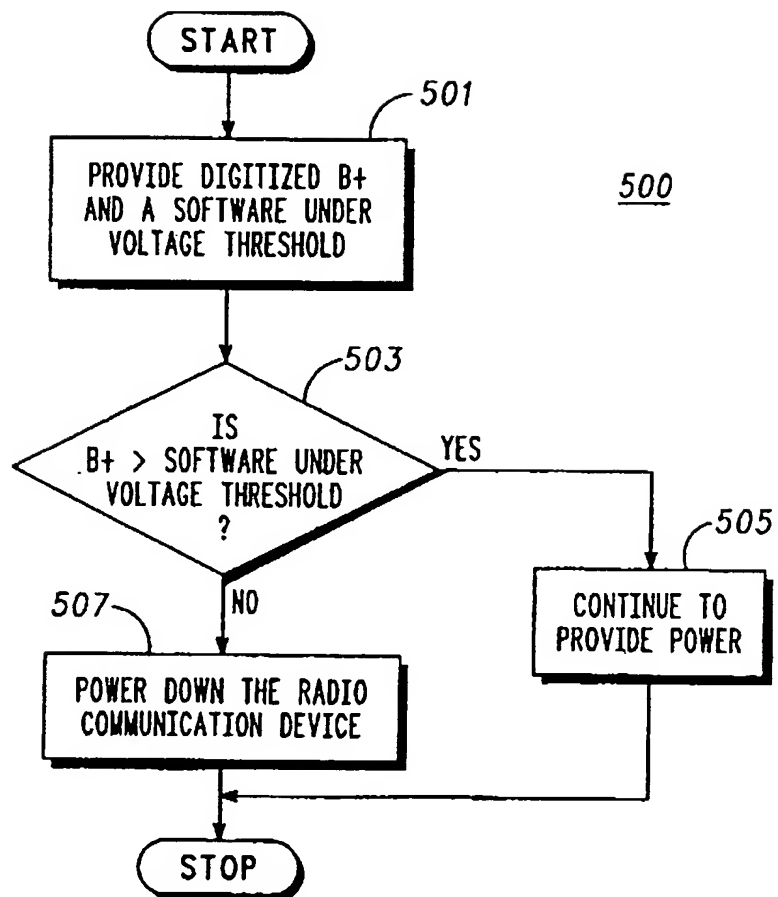 START
501
PROVIDE DIGITIZED B+
AND A SOFTWARE UNDER
VOLTAGE THRESHOLD
500
503
IS
B+ > SOFTWARE UNDER
VOLTAGE THRESHOLD
?
YES
505
CONTINUE TO
PROVIDE POWER
NO
507
POWER DOWN THE RADIO
COMMUNICATION DEVICE
STOP